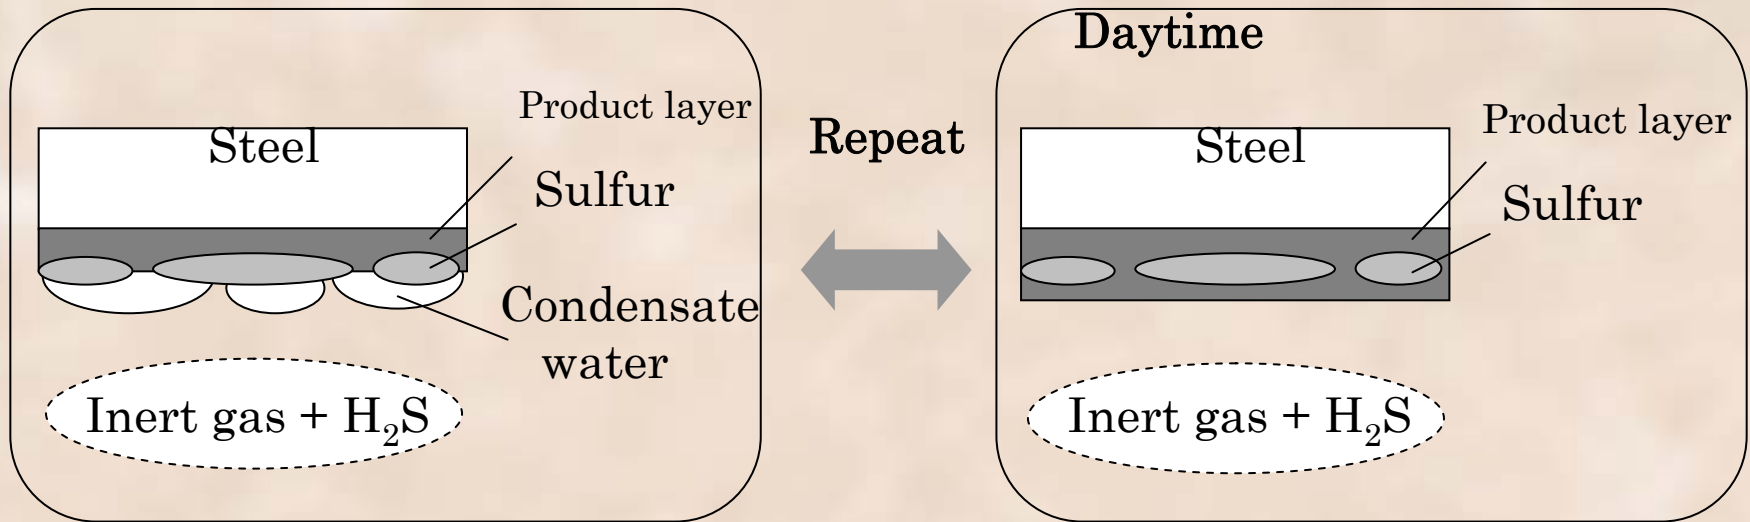 Product layer
Steel
Sulfur
Condensate
water
Inert gas + H₂S
Repeat
Daytime
Product layer
Steel
Sulfur
Inert gas + H₂S